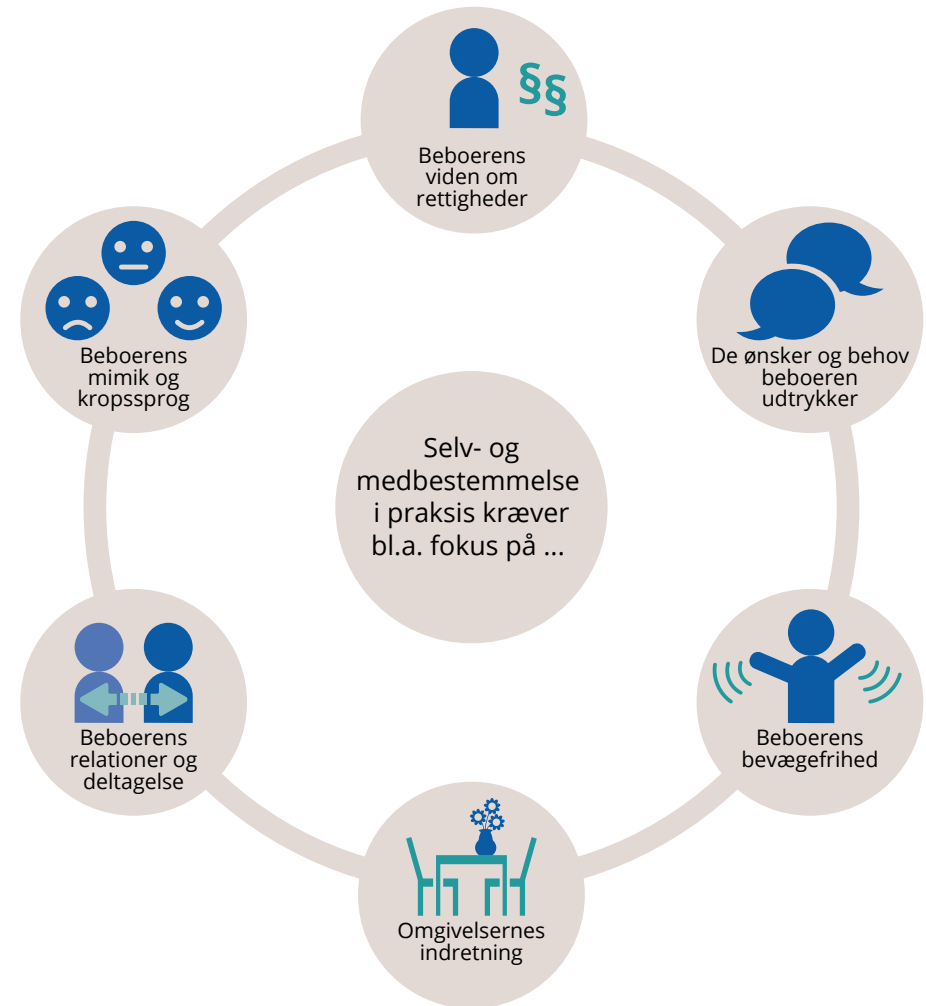 §§
Beboerens
viden om
rettigheder
De ønsker og behov
beboeren
udtrykker
Beboerens
bevægefrihed
Omgivelsernes
indretning
Beboerens
relationer og
deltagelse
Beboerens
mimik og
kropssprog
Selv- og
medbestemmelse
i praksis kræver
bl.a. fokus på ...